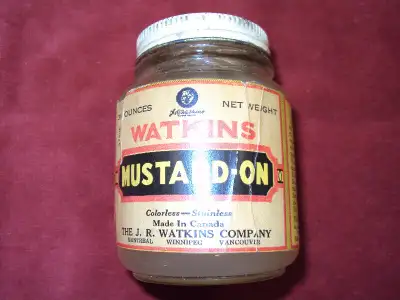 OUNCES NET WEIGHT
WATKINS
MUSTARD-ON
Colorless—Stainless
Made In Canada
THE J. R. WATKINS COMPANY
MONTREAL WINNIPEG VANCOUVER